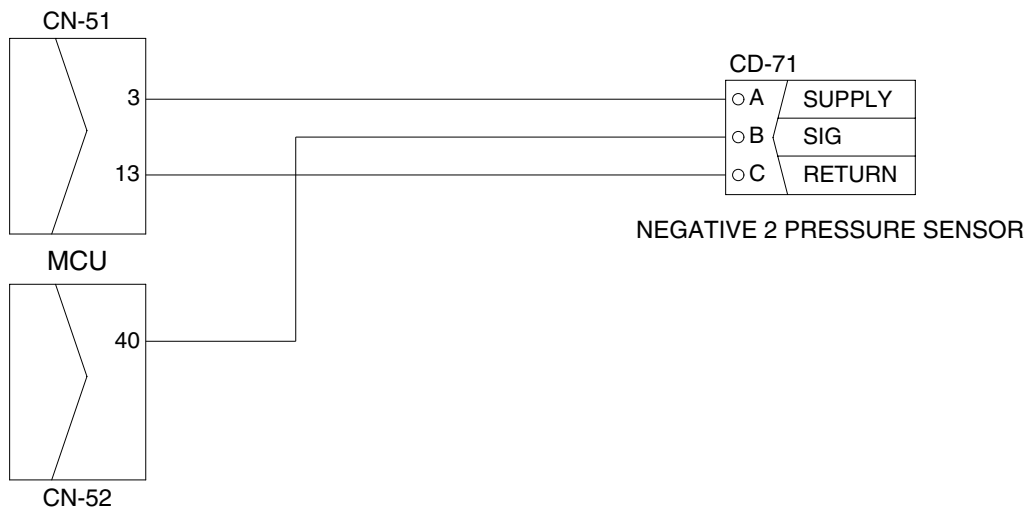 CN-51
3
13
MCU
40
CN-52
CD-71
A SUPPLY
B SIG
C RETURN
NEGATIVE 2 PRESSURE SENSOR